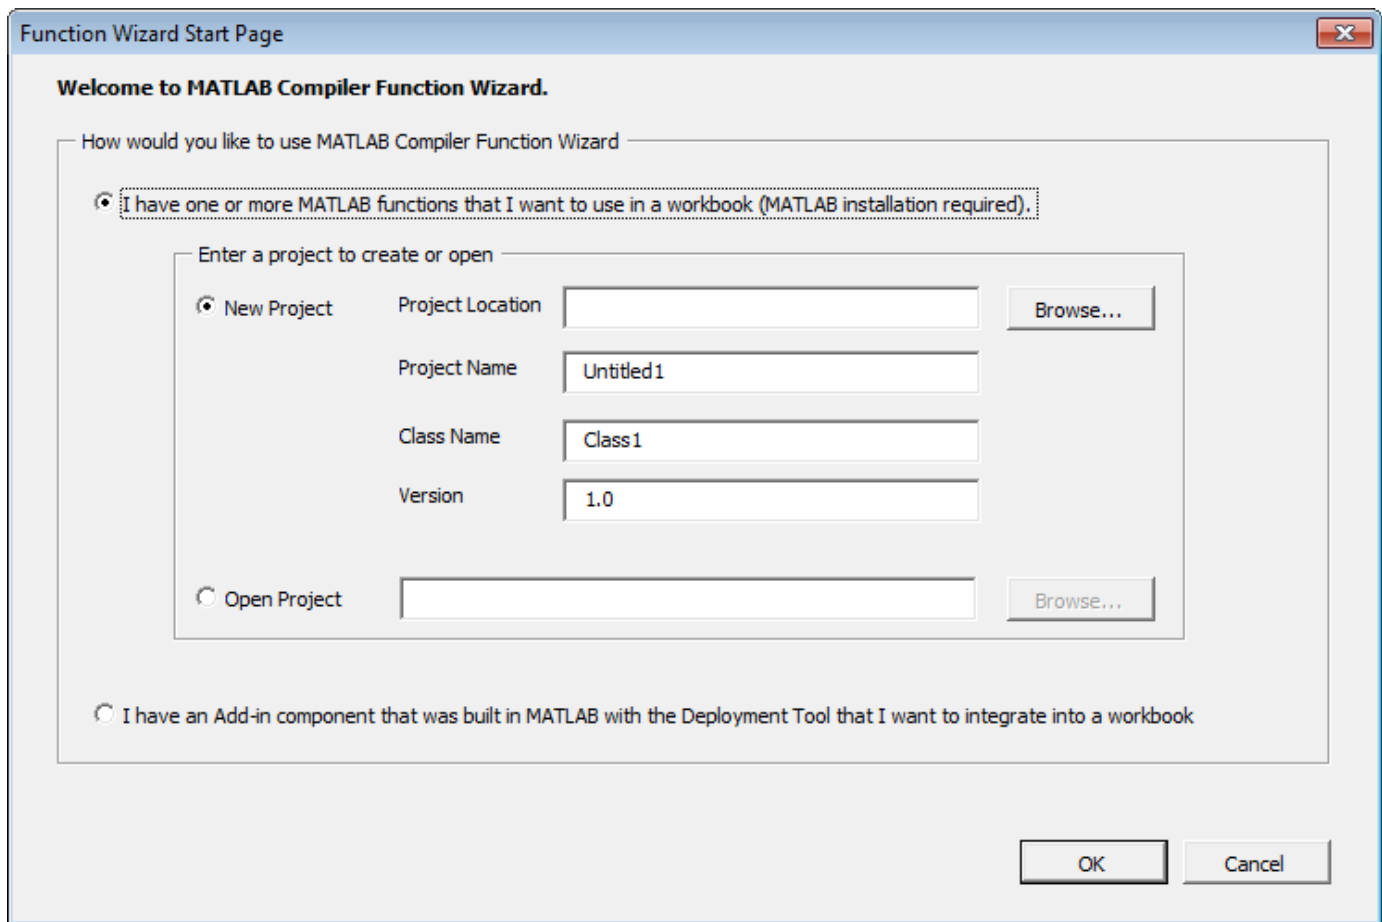 Function Wizard Start Page
Welcome to MATLAB Compiler Function Wizard.
How would you like to use MATLAB Compiler Function Wizard
I have one or more MATLAB functions that I want to use in a workbook (MATLAB installation required).
Enter a project to create or open
New Project Project Location Browse...
Project Name Untitled1
Class Name Class1
Version 1.0
Open Project Browse...
I have an Add-in component that was built in MATLAB with the Deployment Tool that I want to integrate into a workbook
OK Cancel